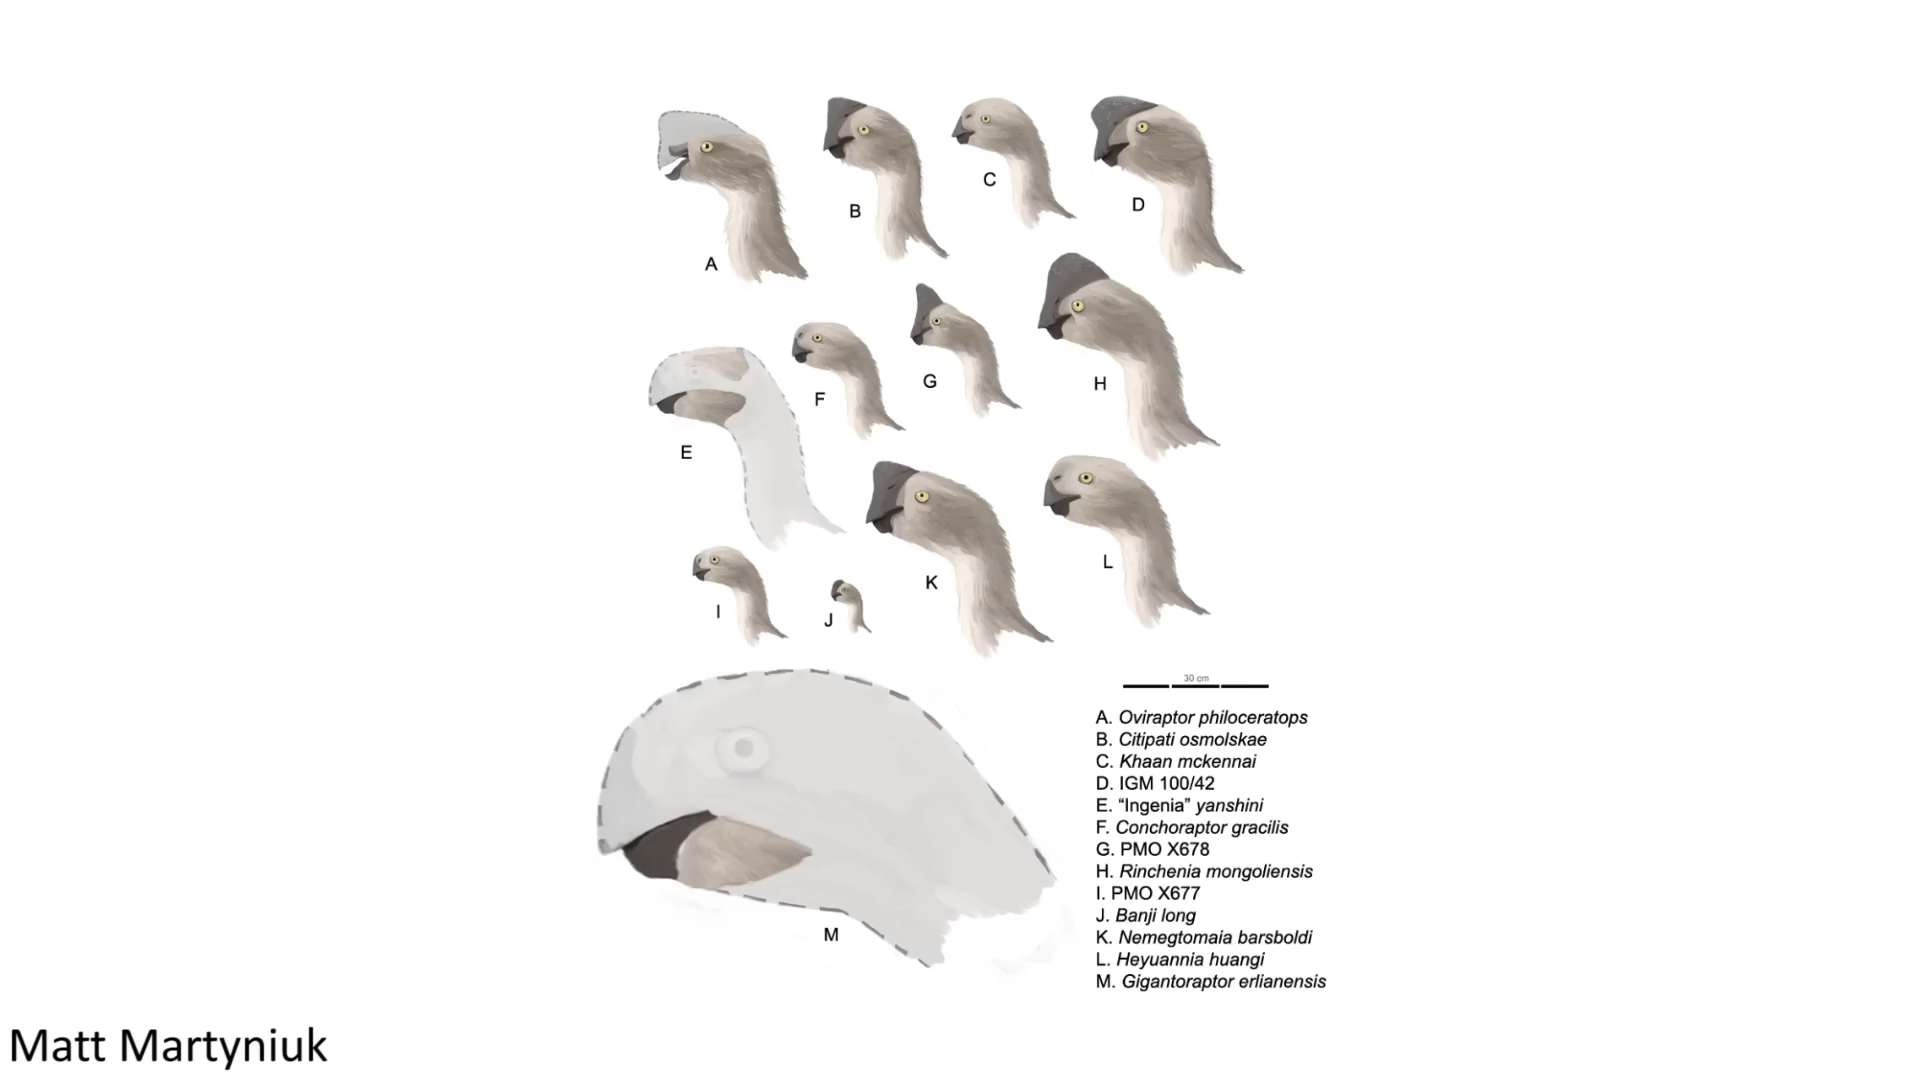 A
B
C
D
E
F
G
H
I
J
K
L
M
30 cm
A. Oviraptor philoceratops
B. Citipati osmolskae
C. Khaan mckennai
D. IGM 100/42
E. “Ingenia” yanshini
F. Conchoraptor gracilis
G. PMO X678
H. Rinchenia mongoliensis
I. PMO X677
J. Banji long
K. Nemegtomaia barsboldi
L. Heyuannia huangi
M. Gigantoraptor erlianensis
Matt Martyniuk